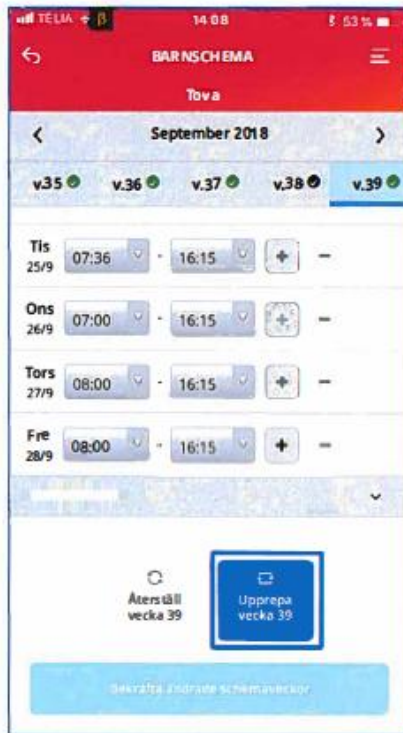 TELIA β 14 08 53 %
BARNSCHEMA
Tova
September 2018
v.35 v.36 v.37 v.38 v.39
Tis 07:36 - 16:15 + -
25/9
Ons 07:00 - 16:15 + -
26/9
Tors 08:00 - 16:15 + -
27/9
Fre 08:00 - 16:15 + -
28/9
Återställ
vecka 39
Upprepa
vecka 39
Bekräfta ändrade schemaveckor